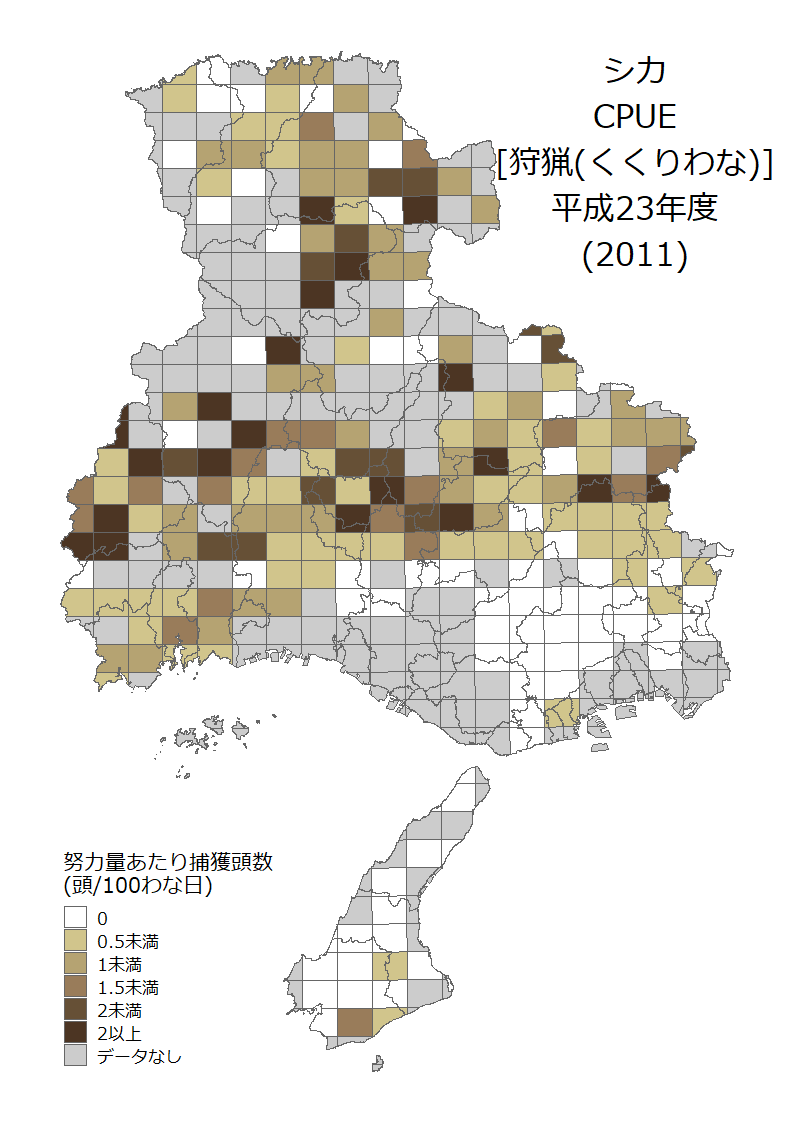 シカ
CPUE
[狩猟(くくりわな)]
平成23年度
(2011)
努力量あたり捕獲頭数
(頭/100わな日)
0
0.5未満
1未満
1.5未満
2未満
2以上
データなし